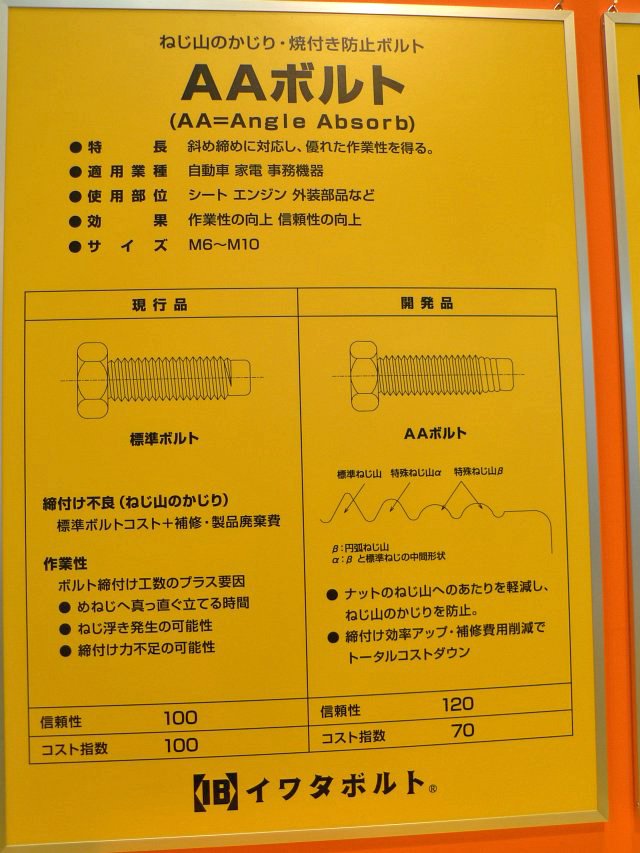 ねじ山のかじり・焼付き防止ボルト
AAボルト
(AA=Angle Absorb)
●特長 斜め締めに対応し、優れた作業性を得る。
●適用業種 自動車 家電 事務機器
●使用部位 シート エンジン 外装部品など
●効果 作業性の向上 信頼性の向上
●サイズ M6〜M10
現行品
標準ボルト
締付け不良(ねじ山のかじり)
標準ボルトコスト+補修・製品廃棄費
作業性
ボルト締付け工数のプラス要因
●めねじへ真っ直ぐ立てる時間
●ねじ浮き発生の可能性
●締付け力不足の可能性
信頼性 100
コスト指数 100
開発品
AAボルト
標準ねじ山 特殊ねじ山α 特殊ねじ山β
β:円弧ねじ山
α:βと標準ねじの中間形状
●ナットのねじ山へのあたりを軽減し、
ねじ山のかじりを防止。
●締付け効率アップ・補修費用削減で
トータルコストダウン
信頼性 120
コスト指数 70
IB イワタボルト®